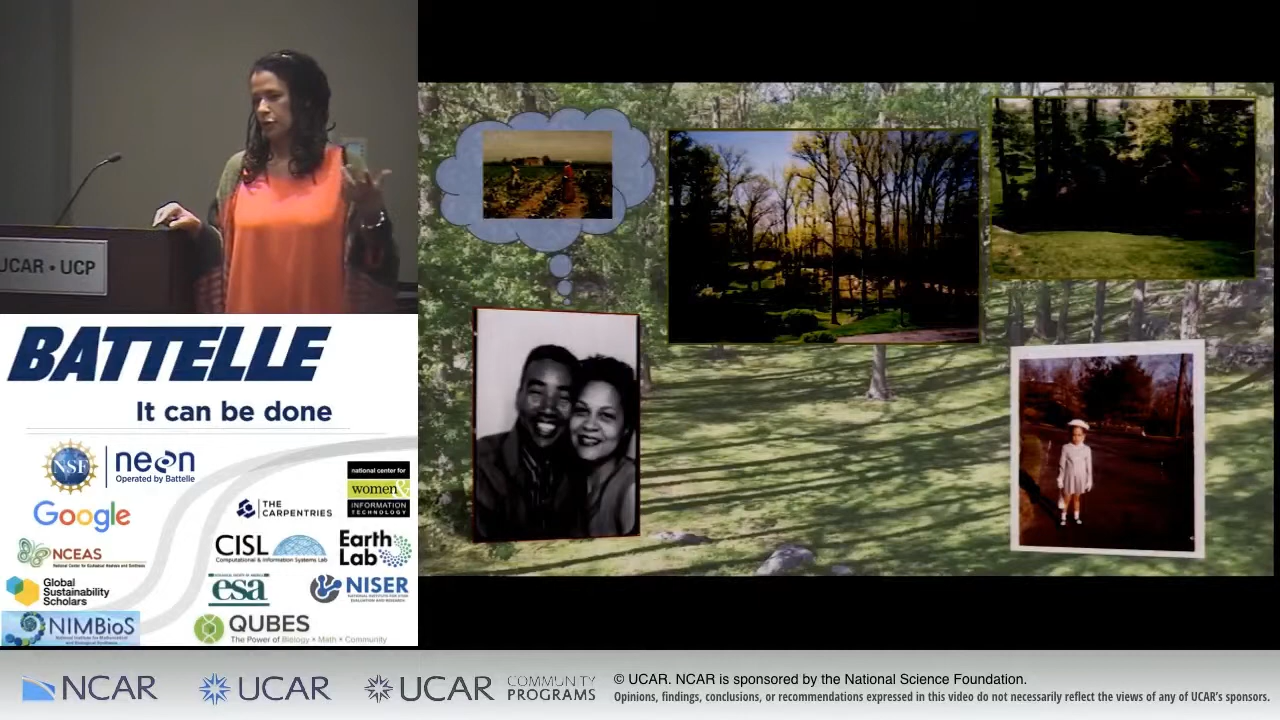 UCAR • UCP
BATTELLE
It can be done
NSF
neon
Operated by Battelle
national center for
women&
INFORMATION
TECHNOLOGY
Google
THE
CARPENTRIES
NCEAS
CISL
Computational & Information Systems Lab
Earth
Lab
Global
Sustainability
Scholars
esa
NISER
NIMBioS
QUBES
The Power of Biology • Math • Community
NCAR
UCAR
UCAR
COMMUNITY
PROGRAMS
© UCAR. NCAR is sponsored by the National Science Foundation.
Opinions, findings, conclusions, or recommendations expressed in this video do not necessarily reflect the views of any of UCAR's sponsors.